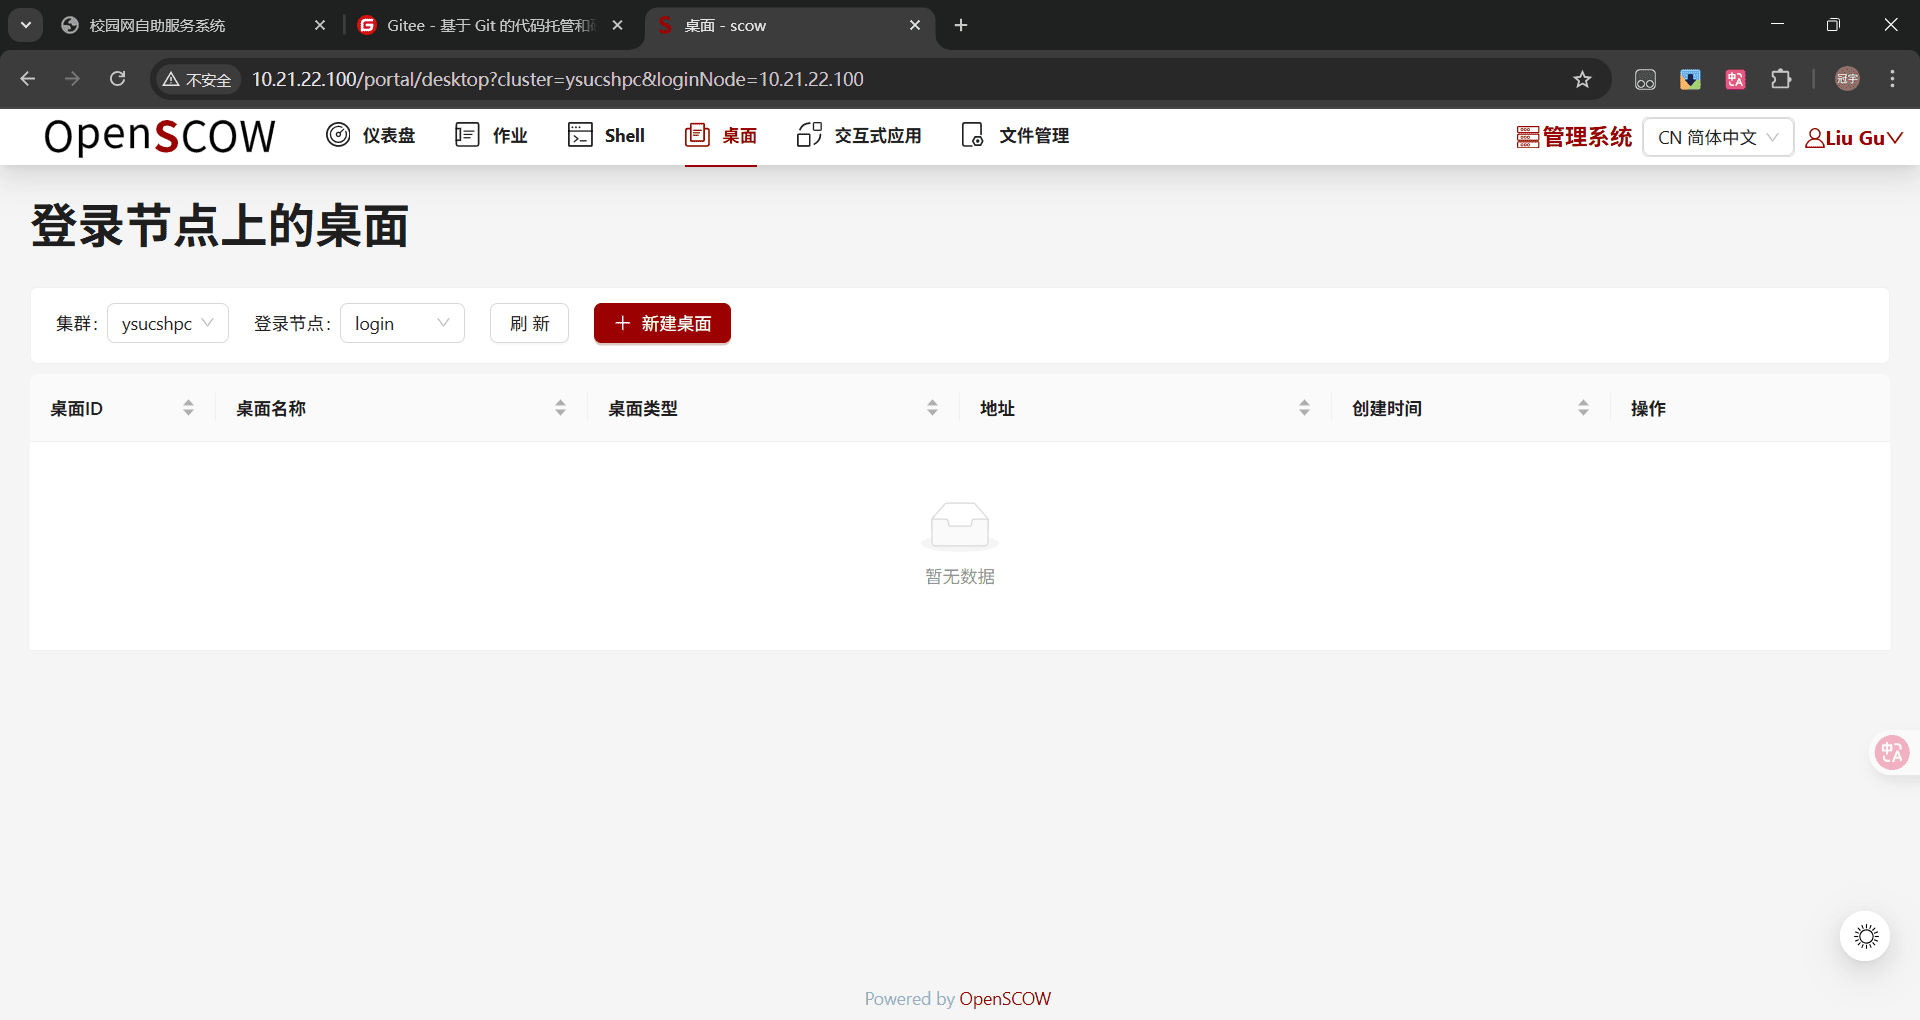 校园网自助服务系统
Gitee - 基于 Git 的代码托管和
桌面 - scow
不安全
10.21.22.100/portal/desktop?cluster=ysucshpc&loginNode=10.21.22.100
冠宇
OpenSCOW
仪表盘
作业
Shell
桌面
交互式应用
文件管理
管理系统
CN 简体中文
Liu Gu
登录节点上的桌面
集群:
ysucshpc
登录节点:
login
刷 新
新建桌面
桌面ID
桌面名称
桌面类型
地址
创建时间
操作
暂无数据
Powered by OpenSCOW